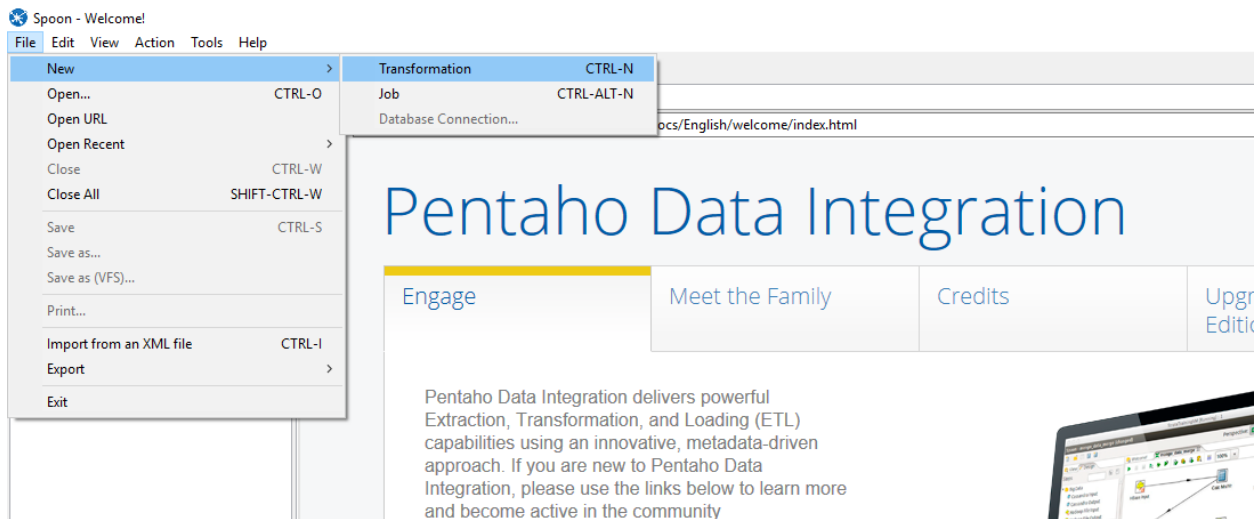 Spoon - Welcome!
File Edit View Action Tools Help
New >
Open... CTRL-O
Open URL
Open Recent >
Close CTRL-W
Close All SHIFT-CTRL-W
Save CTRL-S
Save as...
Save as (VFS)...
Print...
Import from an XML file CTRL-I
Export >
Exit
Transformation CTRL-N
Job CTRL-ALT-N
Database Connection...
ocs/English/welcome/index.html
Pentaho Data Integration
Engage
Meet the Family
Credits
Upgr
Editio
Pentaho Data Integration delivers powerful
Extraction, Transformation, and Loading (ETL)
capabilities using an innovative, metadata-driven
approach. If you are new to Pentaho Data
Integration, please use the links below to learn more
and become active in the community